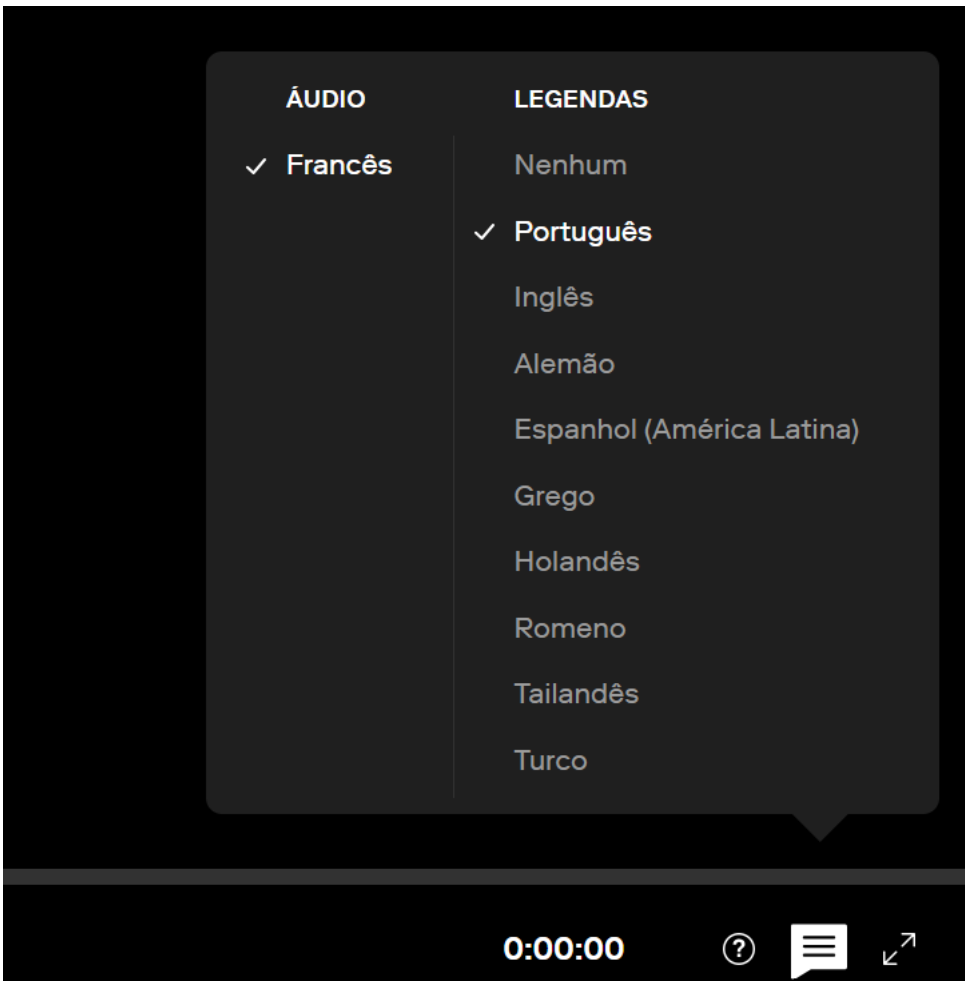 ÁUDIO
Francês
LEGENDAS
Nenhum
Português
Inglês
Alemão
Espanhol (América Latina)
Grego
Holandês
Romeno
Tailandês
Turco
0:00:00
?